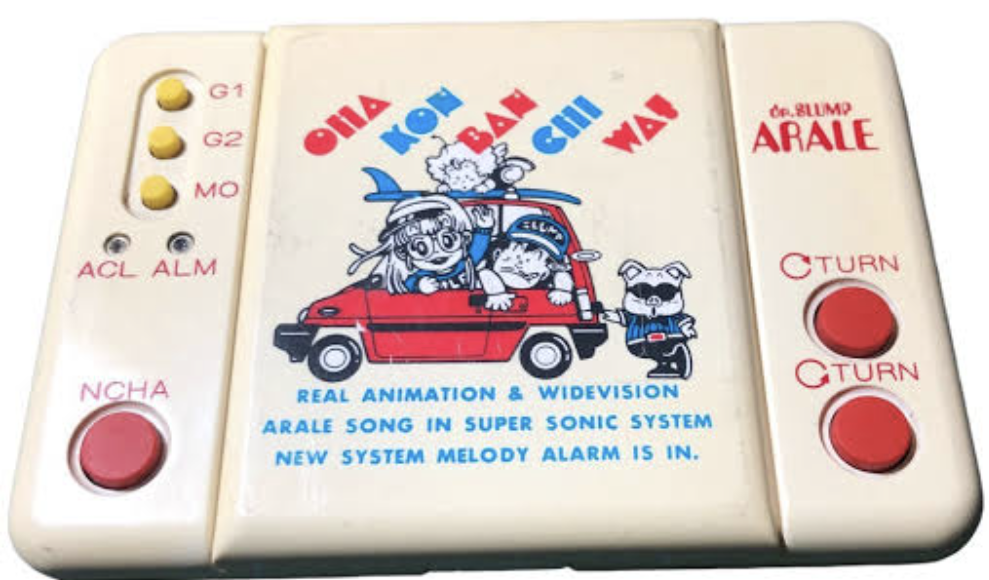 G1
G2
MO
ACL ALM
NCHA
OHA KON BAN CHI WA!
SLUMP
REAL ANIMATION & WIDEVISION
ARALE SONG IN SUPER SONIC SYSTEM
NEW SYSTEM MELODY ALARM IS IN.
dr.SLUMP
ARALE
TURN
TURN